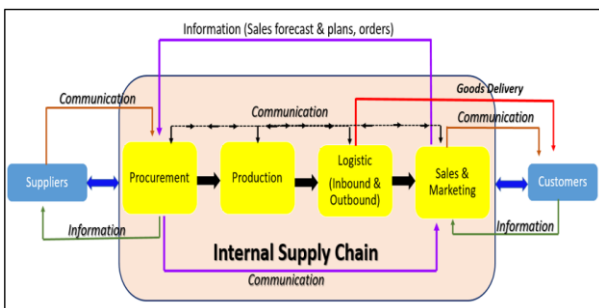 Information (Sales forecast & plans, orders)
Goods Delivery
Communication
Communication
Communication
Suppliers
Procurement
Production
Logistic
(Inbound &
Outbound)
Sales &
Marketing
Customers
Information
Information
Internal Supply Chain
Communication